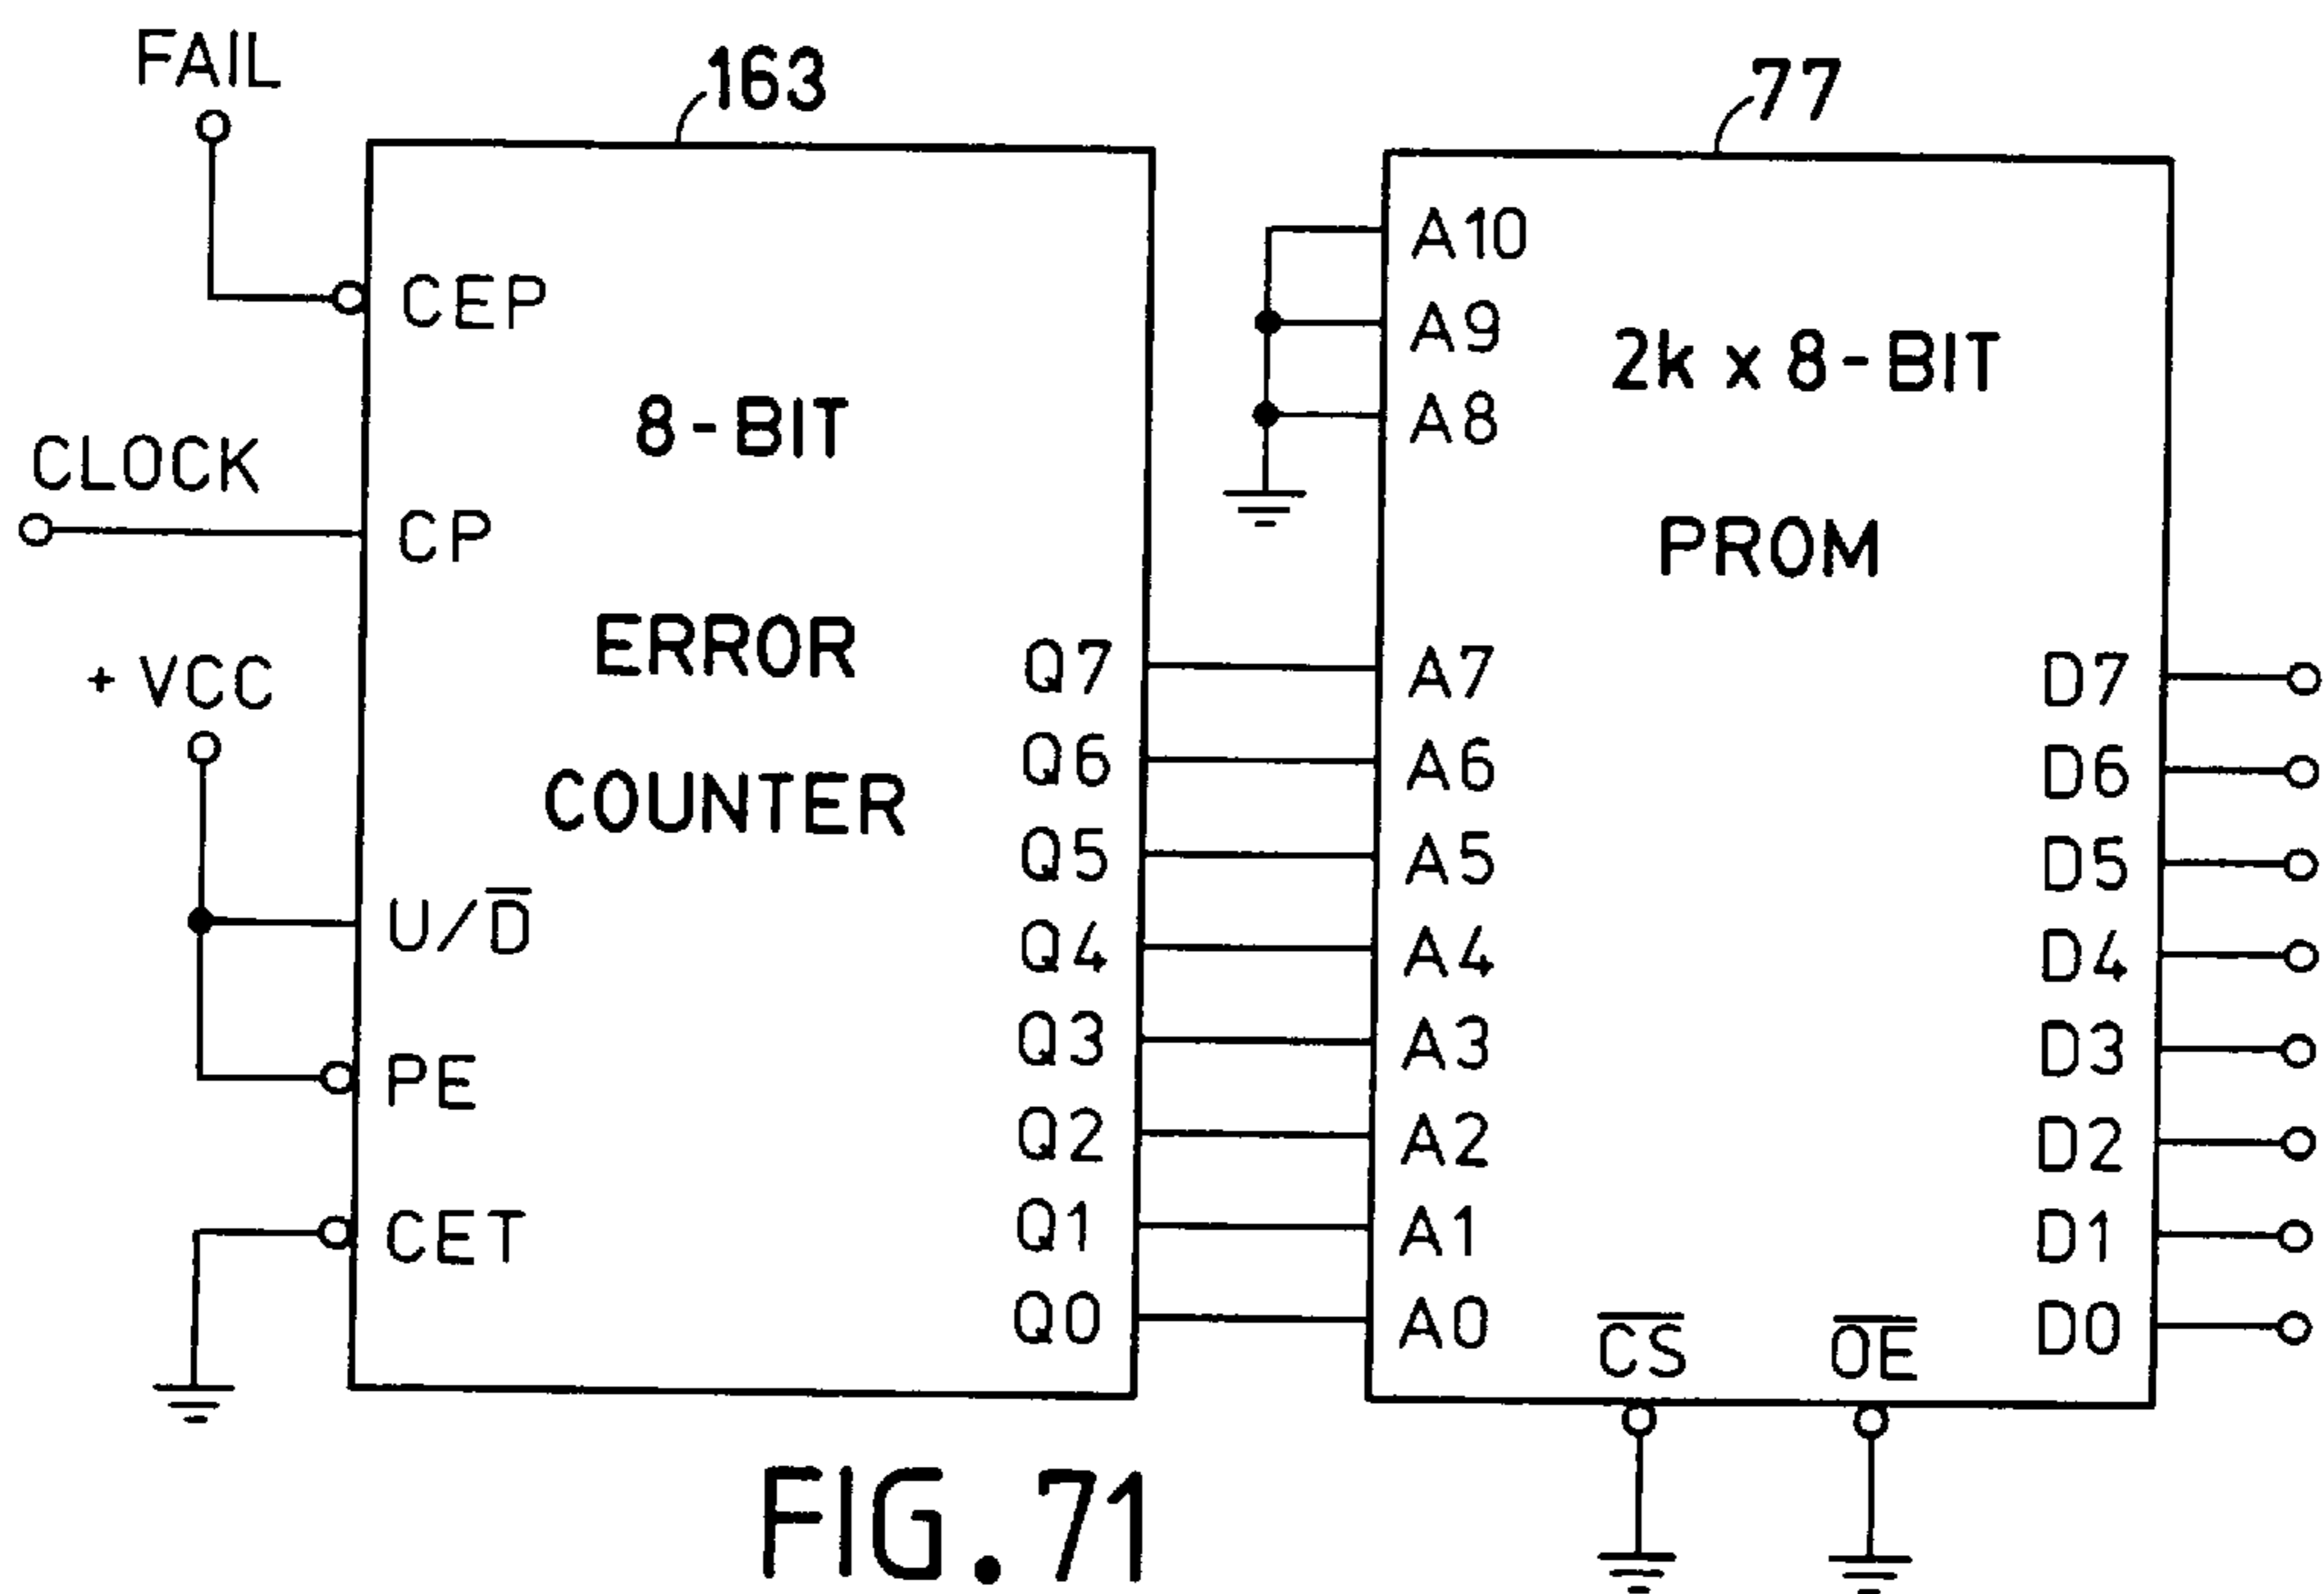 FAIL
163
77
CEP
CLOCK
CP
+ VCC
U/D̅
PE
CET
8-BIT
ERROR
COUNTER
Q7
Q6
Q5
Q4
Q3
Q2
Q1
Q0
A10
A9
A8
A7
A6
A5
A4
A3
A2
A1
A0
2k x 8-BIT
PROM
D7
D6
D5
D4
D3
D2
D1
D0
C̅S̅
O̅E̅
FIG. 71